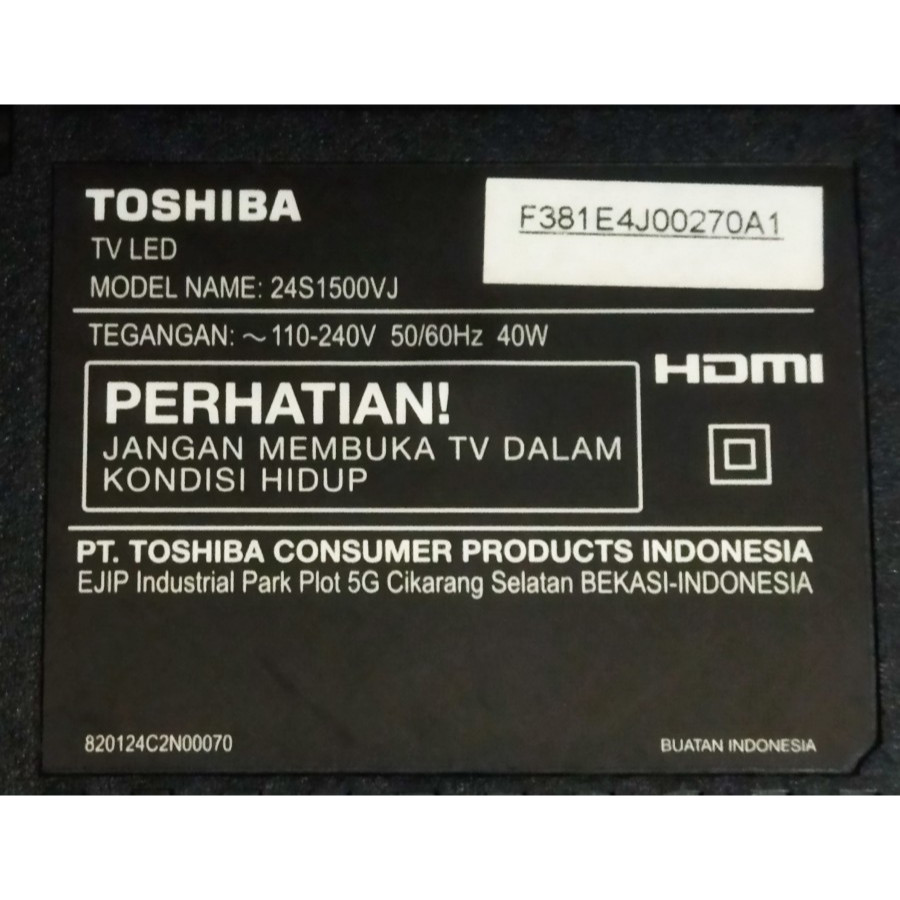 TOSHIBA
F381E4J00270A1
TV LED
MODEL NAME: 24S1500VJ
TEGANGAN: ~ 110-240V 50/60Hz 40W
HDMI
PERHATIAN!
JANGAN MEMBUKA TV DALAM
KONDISI HIDUP
PT. TOSHIBA CONSUMER PRODUCTS INDONESIA
EJIP Industrial Park Plot 5G Cikarang Selatan BEKASI-INDONESIA
820124C2N00070
BUATAN INDONESIA